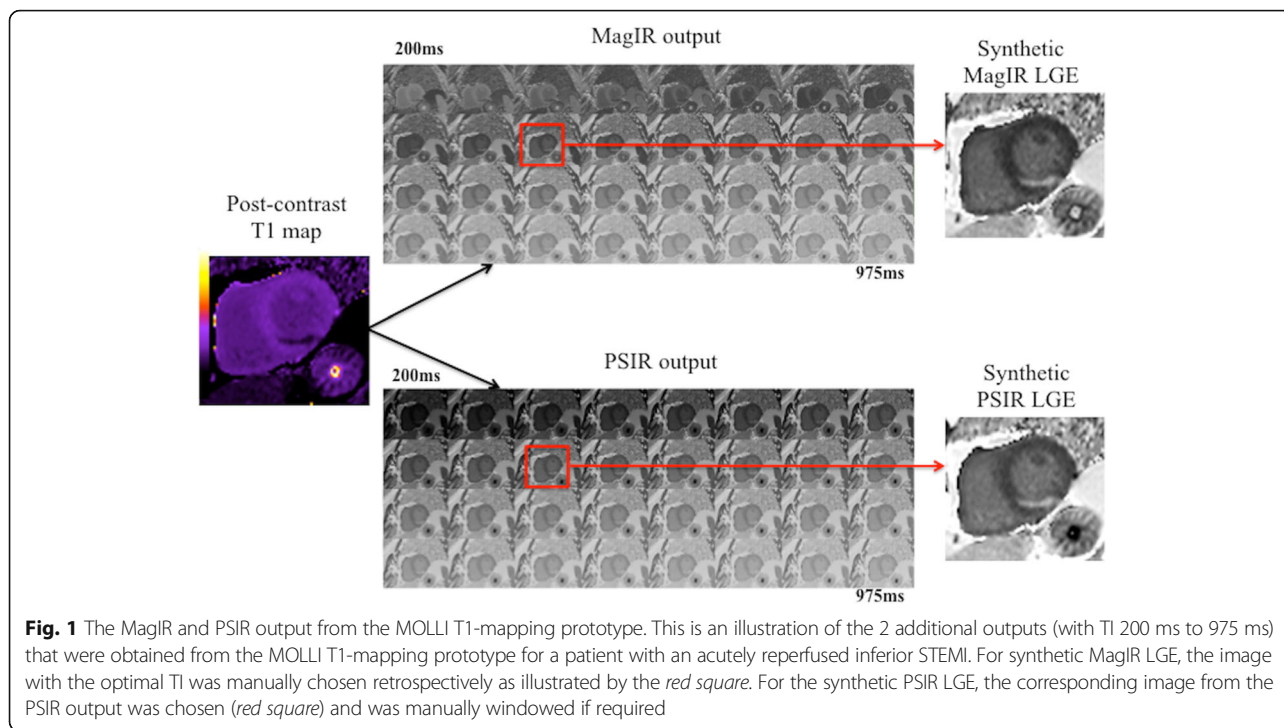 MagIR output
200ms
Synthetic
MagIR LGE
Post-contrast
T1 map
975ms
PSIR output
200ms
Synthetic
PSIR LGE
975ms
Fig. 1 The MagIR and PSIR output from the MOLLI T1-mapping prototype. This is an illustration of the 2 additional outputs (with TI 200 ms to 975 ms)
that were obtained from the MOLLI T1-mapping prototype for a patient with an acutely reperfused inferior STEMI. For synthetic MagIR LGE, the image
with the optimal TI was manually chosen retrospectively as illustrated by the red square. For the synthetic PSIR LGE, the corresponding image from the
PSIR output was chosen (red square) and was manually windowed if required